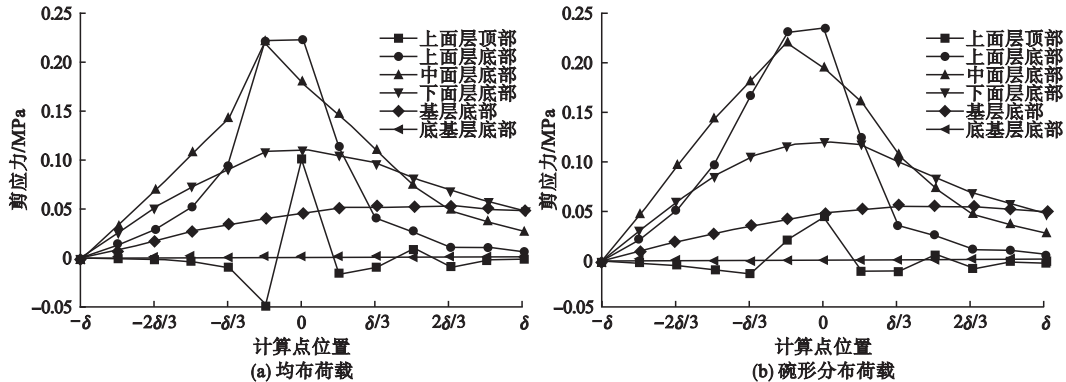 0.25
0.20
0.15
0.10
0.05
0
−0.05
剪应力/MPa
上面层顶部
上面层底部
中面层底部
下面层底部
基层底部
底基层底部
−δ −2δ/3 −δ/3 0 δ/3 2δ/3 δ
计算点位置
(a) 均布荷载
0.25
0.20
0.15
0.10
0.05
0
−0.05
剪应力/MPa
上面层顶部
上面层底部
中面层底部
下面层底部
基层底部
底基层底部
−δ −2δ/3 −δ/3 0 δ/3 2δ/3 δ
计算点位置
(b) 碗形分布荷载